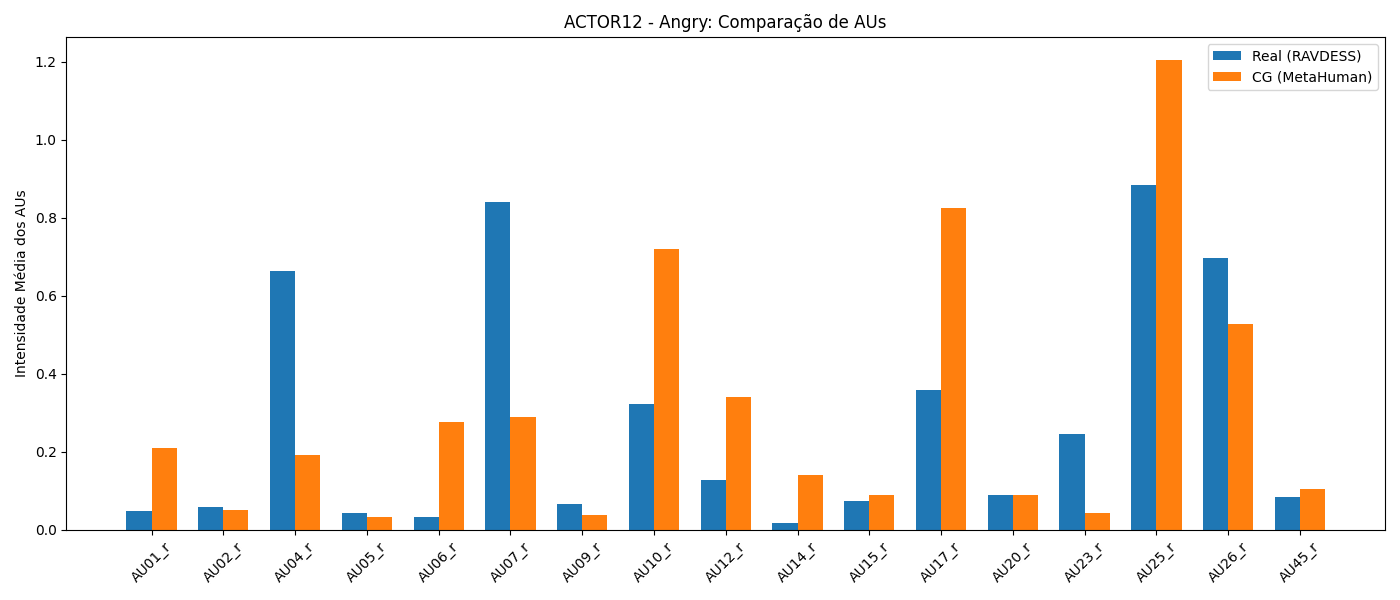 ACTOR12 - Angry: Comparação de AUs
Real (RAVDESS)
CG (MetaHuman)
Intensidade Média dos AUs
1.2
1.0
0.8
0.6
0.4
0.2
0.0
AU01_r
AU02_r
AU04_r
AU05_r
AU06_r
AU07_r
AU09_r
AU10_r
AU12_r
AU14_r
AU15_r
AU17_r
AU20_r
AU23_r
AU25_r
AU26_r
AU45_r